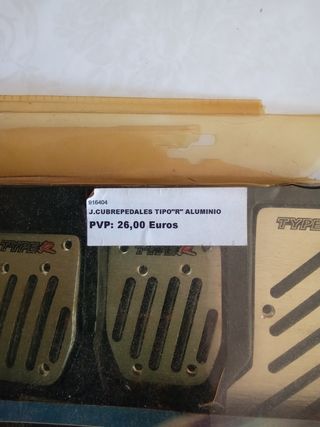 916404
J.CUBREPEDALES TIPO"R" ALUMINIO
PVP: 26,00 Euros
TYPE R
TYPE R
TYPE